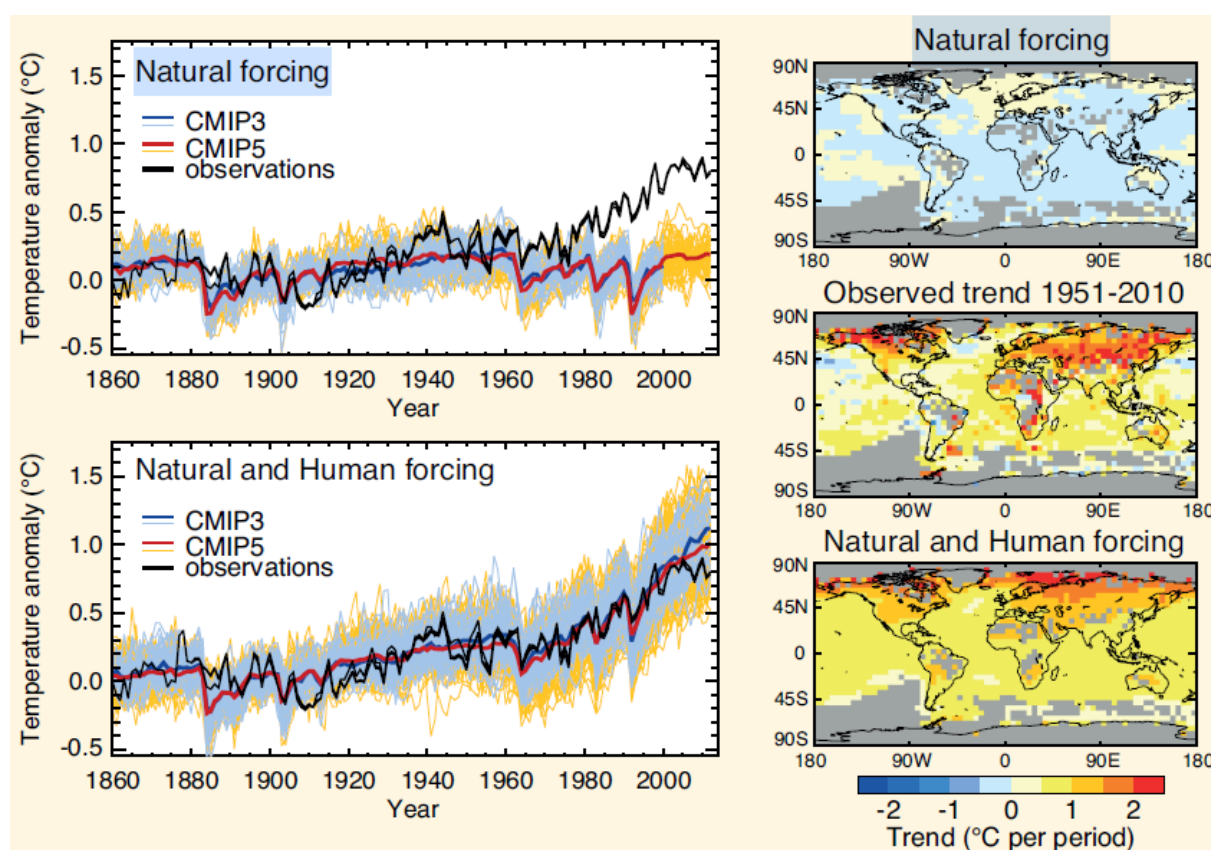 Natural forcing
CMIP3
CMIP5
observations
Temperature anomaly (°C)
1.5
1.0
0.5
0.0
-0.5
1860 1880 1900 1920 1940 1960 1980 2000
Year
Natural and Human forcing
CMIP3
CMIP5
observations
Temperature anomaly (°C)
1.5
1.0
0.5
0.0
-0.5
1860 1880 1900 1920 1940 1960 1980 2000
Year
Natural forcing
90N
45N
0
45S
90S
180 90W 0 90E 180
Observed trend 1951-2010
90N
45N
0
45S
90S
180 90W 0 90E 180
Natural and Human forcing
90N
45N
0
45S
90S
180 90W 0 90E 180
-2 -1 0 1 2
Trend (°C per period)